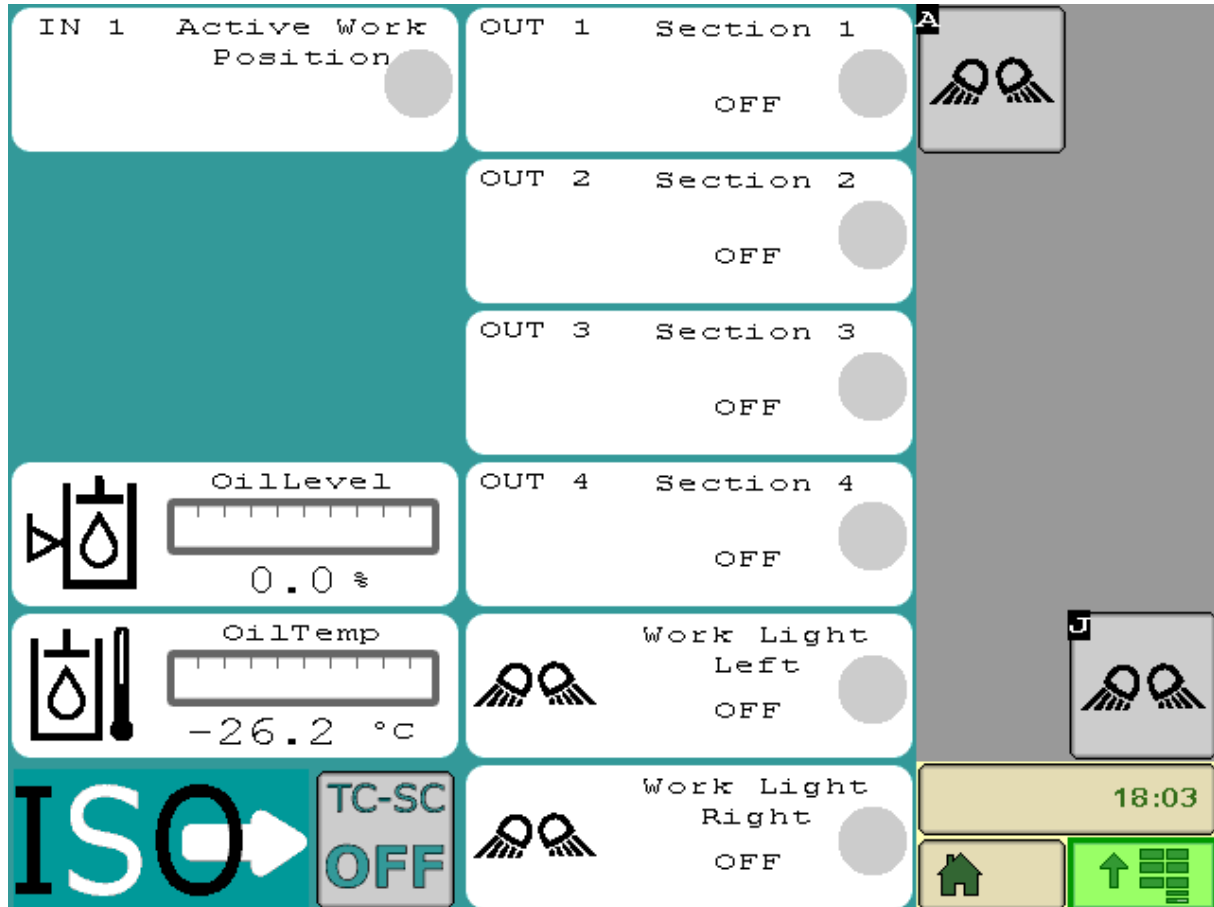 IN 1 Active Work
Position
OUT 1 Section 1
OFF
A
OUT 2 Section 2
OFF
OUT 3 Section 3
OFF
OilLevel
0.0 %
OUT 4 Section 4
OFF
OilTemp
-26.2 °C
Work Light
Left
OFF
J
ISO
TC-SC
OFF
Work Light
Right
OFF
18:03